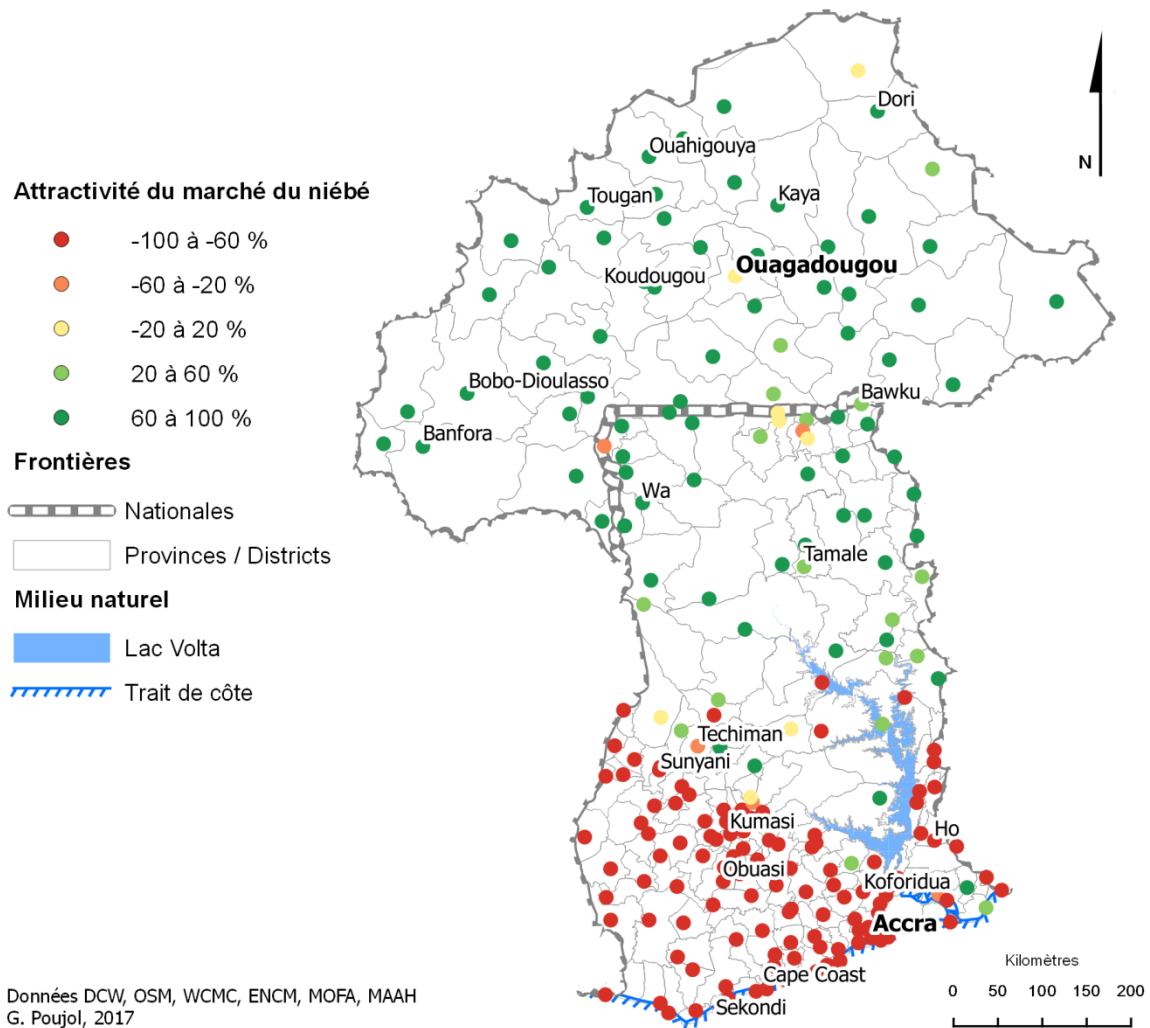 Attractivité du marché du niébé
-100 à -60 %
-60 à -20 %
-20 à 20 %
20 à 60 %
60 à 100 %
Frontières
Nationales
Provinces / Districts
Milieu naturel
Lac Volta
Trait de côte
Données DCW, OSM, WCMC, ENCM, MOFA, MAAH
G. Poujol, 2017
Dori
Ouahigouya
Tougan
Kaya
Ouagadougou
Koudougou
Bobo-Dioulasso
Bawku
Banfora
Wa
Tamale
Techiman
Sunyani
Kumasi
Ho
Obuasi
Koforidua
Accra
Cape Coast
Sekondi
N
Kilomètres
0 50 100 150 200